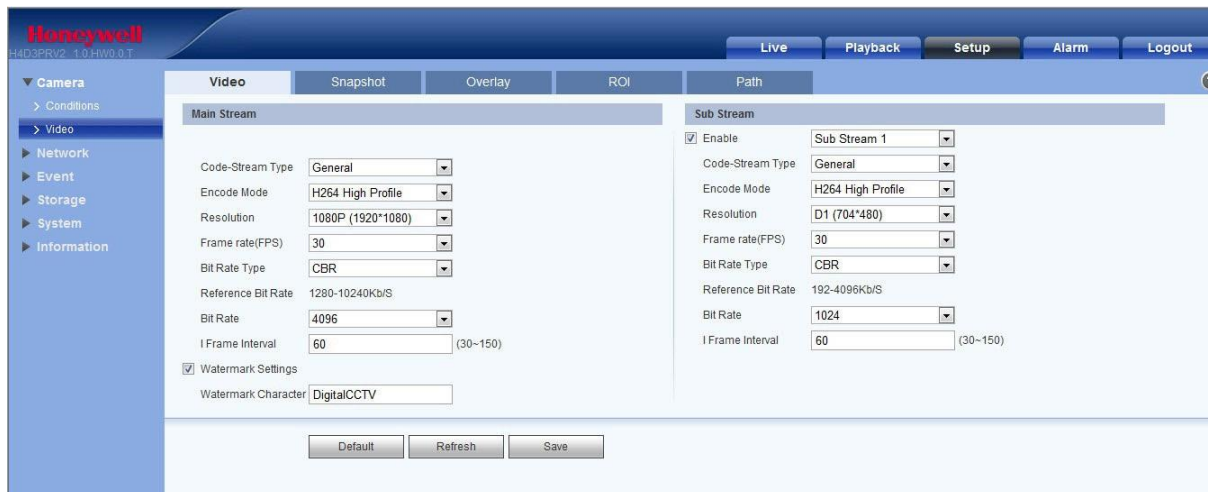 Honeywell
H4D3PRV2 1.0.HW0.0.T
Live Playback Setup Alarm Logout
Camera
Conditions
Video
Network
Event
Storage
System
Information
Video Snapshot Overlay ROI Path
Main Stream
Code-Stream Type General
Encode Mode H264 High Profile
Resolution 1080P (1920*1080)
Frame rate(FPS) 30
Bit Rate Type CBR
Reference Bit Rate 1280-10240Kb/S
Bit Rate 4096
I Frame Interval 60 (30~150)
Watermark Settings
Watermark Character DigitalCCTV
Sub Stream
Enable Sub Stream 1
Code-Stream Type General
Encode Mode H264 High Profile
Resolution D1 (704*480)
Frame rate(FPS) 30
Bit Rate Type CBR
Reference Bit Rate 192-4096Kb/S
Bit Rate 1024
I Frame Interval 60 (30~150)
Default Refresh Save